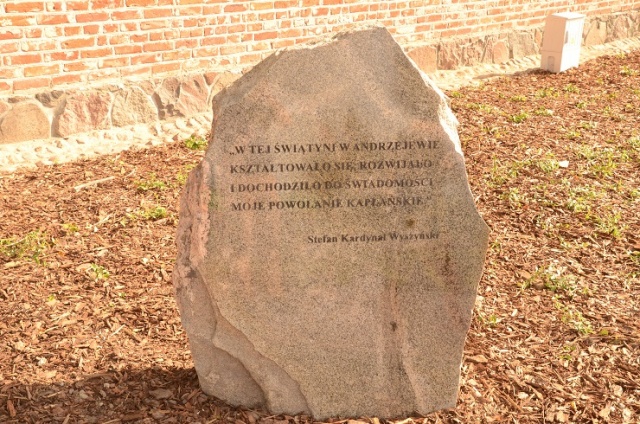 „W TEJ ŚWIĄTYNI W ANDRZEJEWIE
KSZTAŁTOWAŁO SIĘ, ROZWIJAŁO
I DOCHODZIŁO DO ŚWIADOMOŚCI
MOJE POWOŁANIE KAPŁAŃSKIE.”
Stefan Kardynał Wyszyński